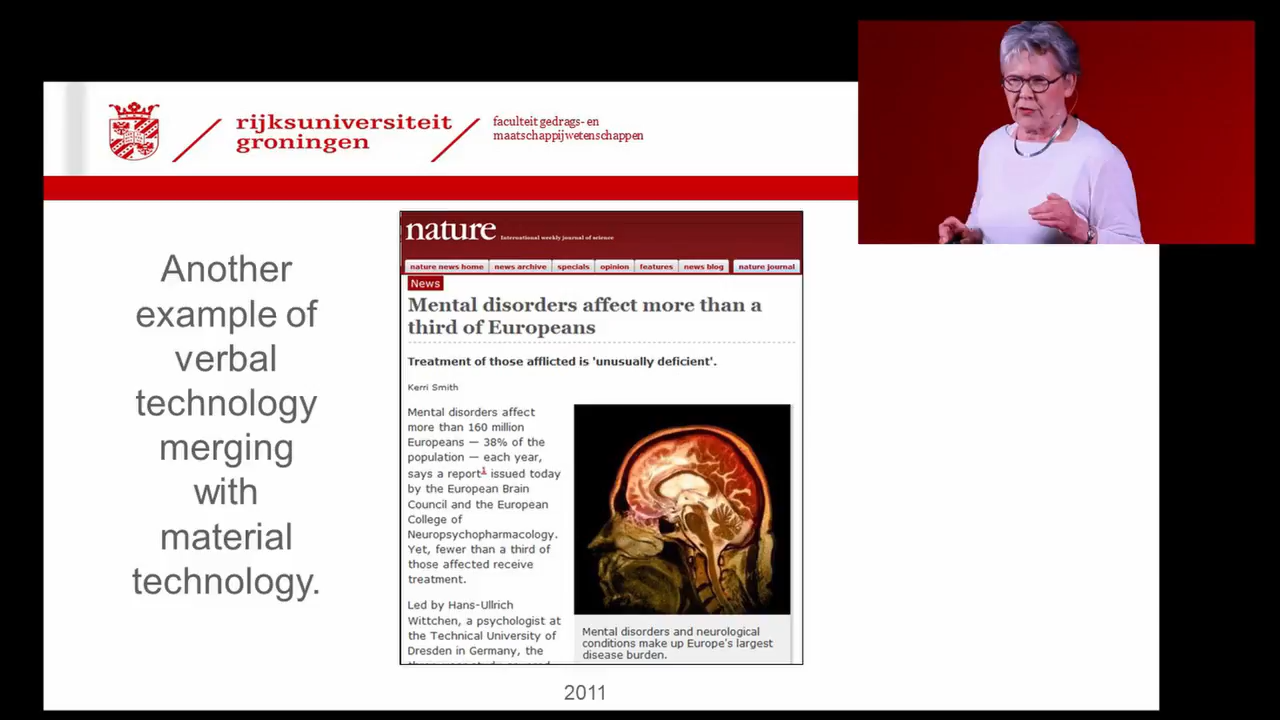 rijksuniversiteit
groningen
faculteit gedrags- en
maatschappijwetenschappen
Another
example of
verbal
technology
merging
with
material
technology.
nature International weekly journal of science
nature news home news archive specials opinion features news blog nature journal
News
Mental disorders affect more than a
third of Europeans
Treatment of those afflicted is 'unusually deficient'.
Kerri Smith
Mental disorders affect
more than 160 million
Europeans — 38% of the
population — each year,
says a report1 issued today
by the European Brain
Council and the European
College of
Neuropsychopharmacology.
Yet, fewer than a third of
those affected receive
treatment.
Led by Hans-Ullrich
Wittchen, a psychologist at
the Technical University of
Dresden in Germany, the
Mental disorders and neurological
conditions make up Europe's largest
disease burden.
2011